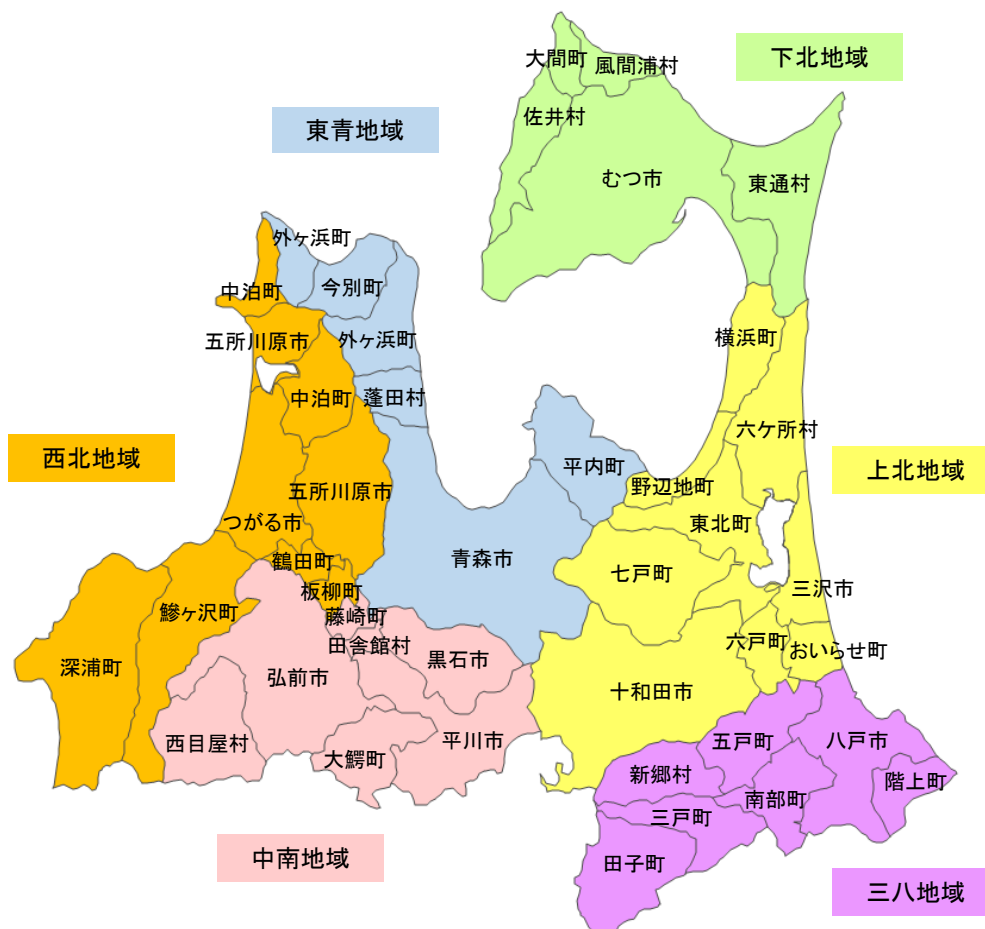 大間町
風間浦村
下北地域
佐井村
東青地域
むつ市
東通村
外ヶ浜町
今別町
中泊町
五所川原市
外ヶ浜町
横浜町
中泊町
蓬田村
六ケ所村
西北地域
平内町
上北地域
五所川原市
野辺地町
つがる市
東北町
鶴田町
青森市
七戸町
板柳町
三沢市
鰺ヶ沢町
藤崎町
田舎館村
六戸町
おいらせ町
深浦町
弘前市
黒石市
十和田市
西目屋村
大鰐町
平川市
五戸町
八戸市
新郷村
階上町
南部町
三戸町
中南地域
田子町
三八地域